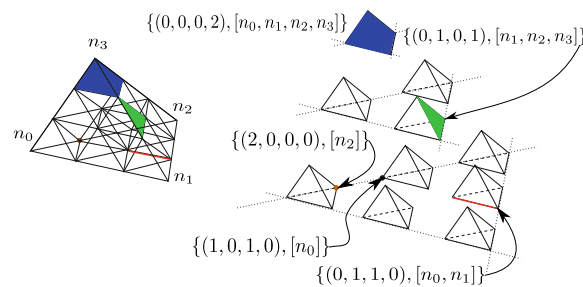 {(0, 0, 0, 2), [n₀, n₁, n₂, n₃]}
{(0, 1, 0, 1), [n₁, n₂, n₃]}
n₃
n₂
n₀
n₁
{(2, 0, 0, 0), [n₂]}
{(1, 0, 1, 0), [n₀]}
{(0, 1, 1, 0), [n₀, n₁]}